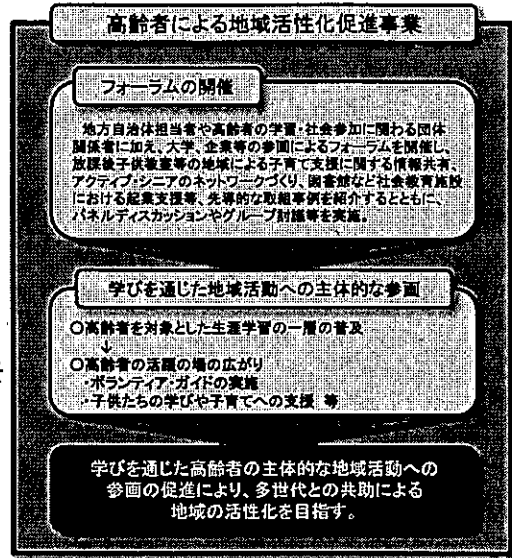 高齢者による地域活性化促進事業
フォーラムの開催
地方自治体担当者や高齢者の学習・社会参加に関わる団体
関係者に加え、大学、企業等の参画によるフォーラムを開催し、
放課後子供教室等の地域による子育て支援に関する情報共有、
アクティブ・シニアのネットワークづくり、図書館など社会教育施設
における起業支援等、先導的な取組事例を紹介するとともに、
パネルディスカッションやグループ討議等を実施。
学びを通じた地域活動への主体的な参画
○高齢者を対象とした生涯学習の一層の普及
↓
○高齢者の活躍の場の広がり
・ボランティア・ガイドの実施
・子供たちの学びや子育てへの支援 等
学びを通じた高齢者の主体的な地域活動への
参画の促進により、多世代との共助による
地域の活性化を目指す。